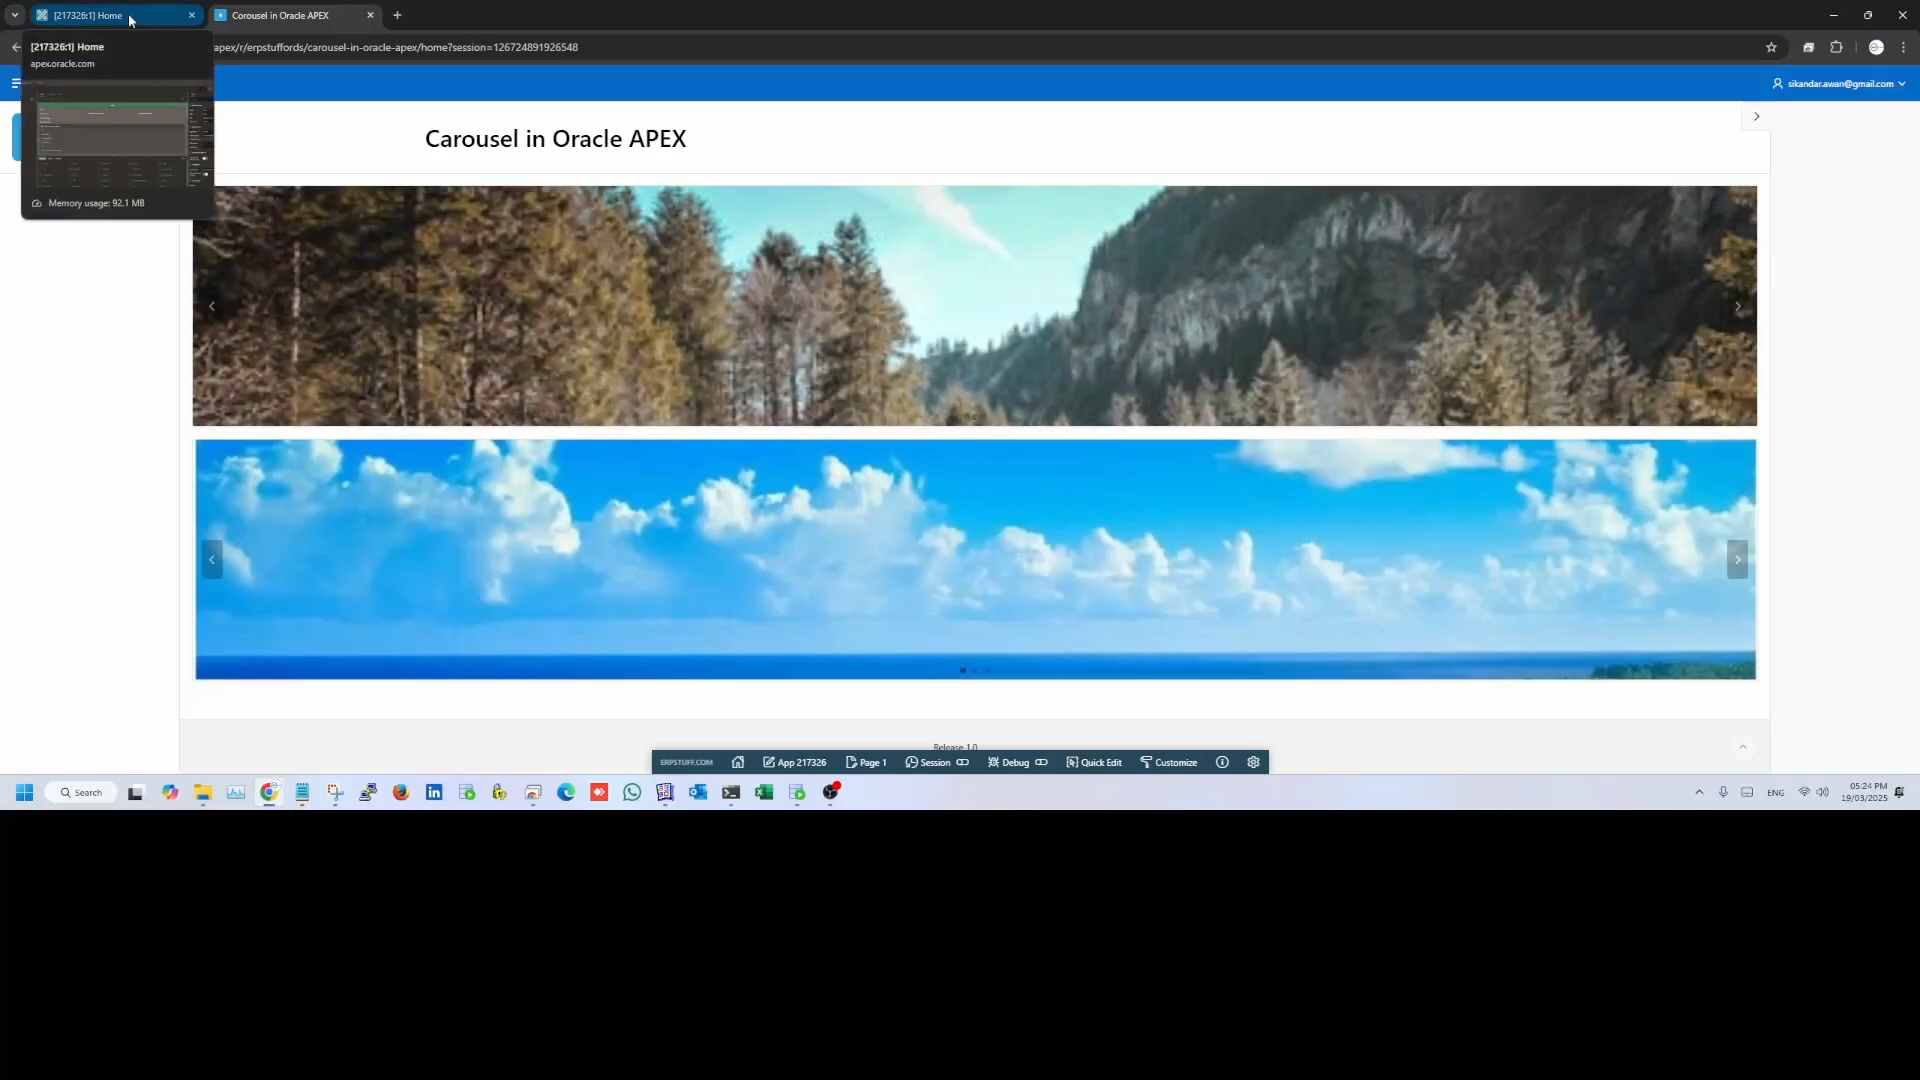 [217326:1] Home
Carousel in Oracle APEX
apex/r/erpstuffords/carousel-in-oracle-apex/home?session=126724891926548
[217326:1] Home
apex.oracle.com
Memory usage: 92.1 MB
sikandar.awan@gmail.com
Carousel in Oracle APEX
Release 1.0
ERPSTUFF.COM
App 217326
Page 1
Session
Debug
Quick Edit
Customize
Search
ENG
05:24 PM
19/03/2025